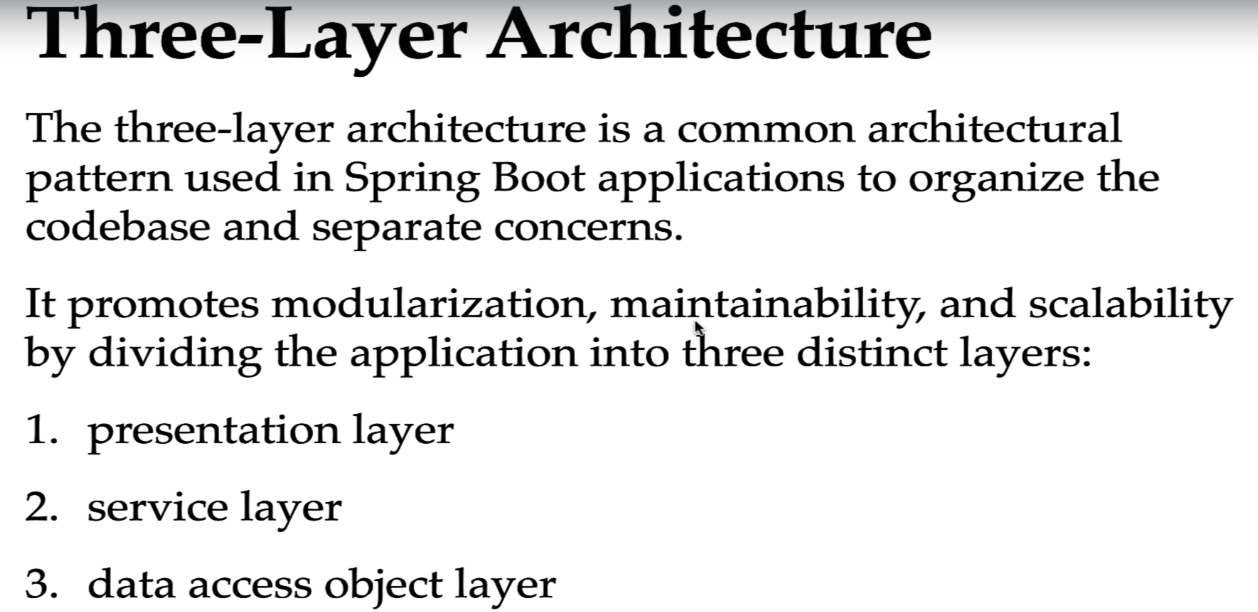 Three-Layer Architecture
The three-layer architecture is a common architectural
pattern used in Spring Boot applications to organize the
codebase and separate concerns.
It promotes modularization, maintainability, and scalability
by dividing the application into three distinct layers:
1. presentation layer
2. service layer
3. data access object layer